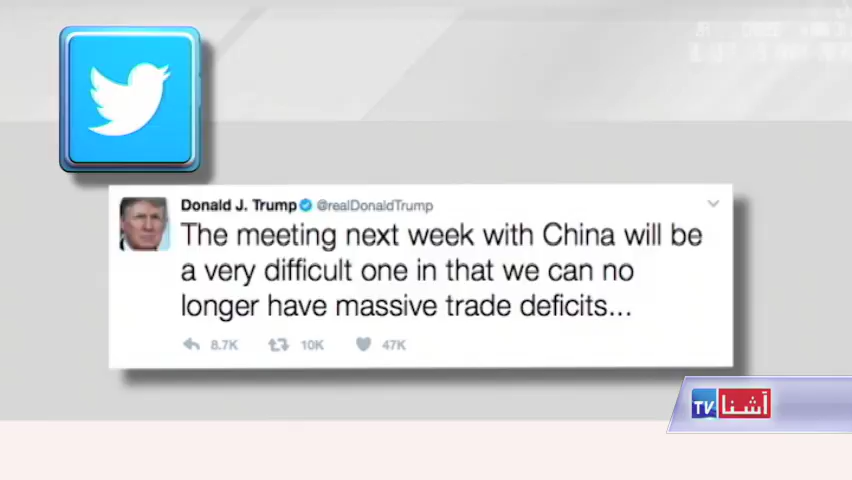 Donald J. Trump @realDonaldTrump
The meeting next week with China will be
a very difficult one in that we can no
longer have massive trade deficits...
8.7K 10K 47K
TV آشنا